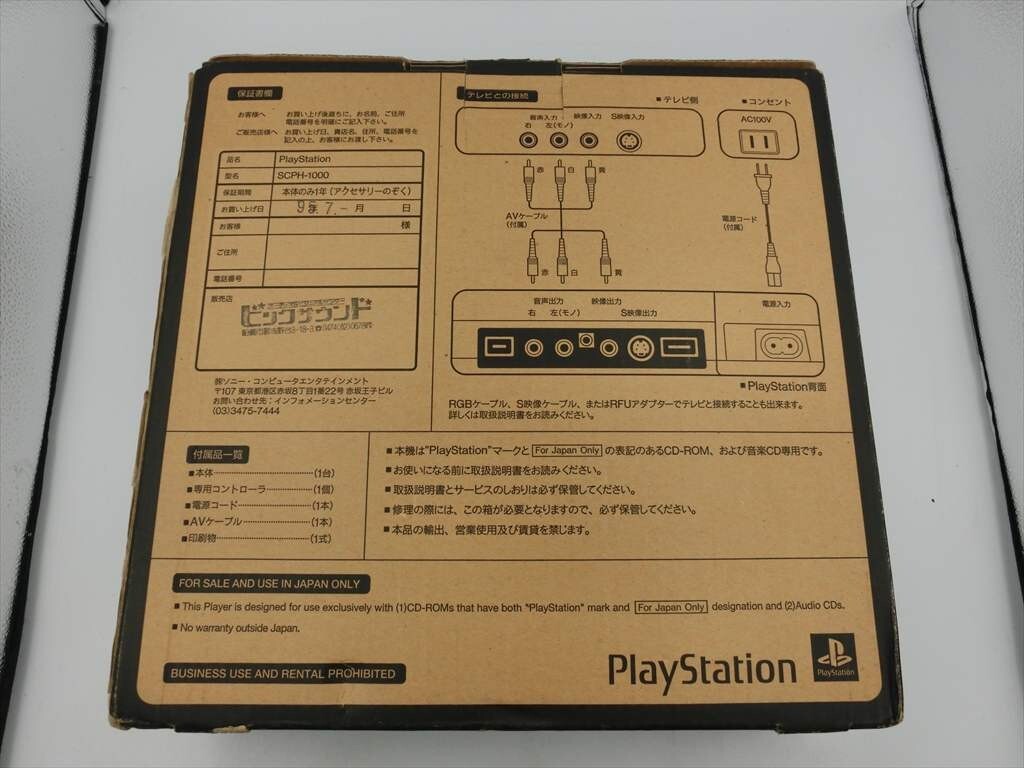 保証書欄
お客様へ お買い上げ後直ちに、お名前、ご住所
電話番号を明確にご記入下さい。
ご販売店様へ お買い上げ日、貴店名、住所、電話番号を
記入の上、お客様にお渡し下さい。
品名 PlayStation
型名 SCPH-1000
保証期間 本体のみ1年(アクセサリーのぞく)
お買い上げ日 95.7.- 月 日
お客様 様
ご住所
電話番号
販売店
ビックサウンド
㈱ソニー・コンピュータエンタテインメント
〒107 東京都港区赤坂8丁目1番22号 赤坂王子ビル
お問い合わせ先：インフォメーションセンター
(03)3475-7444
テレビとの接続
■テレビ側
音声入力 映像入力 S映像入力
右 左(モノ)
赤 白 黄
AVケーブル
(付属)
赤 白 黄
■コンセント
AC100V
電源コード
(付属)
音声出力 映像出力
右 左(モノ) S映像出力
電源入力
■PlayStation背面
RGBケーブル、S映像ケーブル、またはRFUアダプターでテレビと接続することも出来ます。
詳しくは取扱説明書をお読みください。
付属品一覧
■本体(1台)
■専用コントローラ(1個)
■電源コード(1本)
■AVケーブル(1本)
■印刷物(1式)
■本機は"PlayStation"マークと For Japan Only の表記のあるCD-ROM、および音楽CD専用です。
■お使いになる前に取扱説明書をお読みください。
■取扱説明書とサービスのしおりは必ず保管してください。
■修理の際には、この箱が必要となりますので、必ず保管してください。
■本品の輸出、営業使用及び賃貸を禁じます。
FOR SALE AND USE IN JAPAN ONLY
■This Player is designed for use exclusively with (1)CD-ROMs that have both "PlayStation" mark and For Japan Only designation and (2)Audio CDs.
■No warranty outside Japan.
BUSINESS USE AND RENTAL PROHIBITED
PlayStation
PlayStation